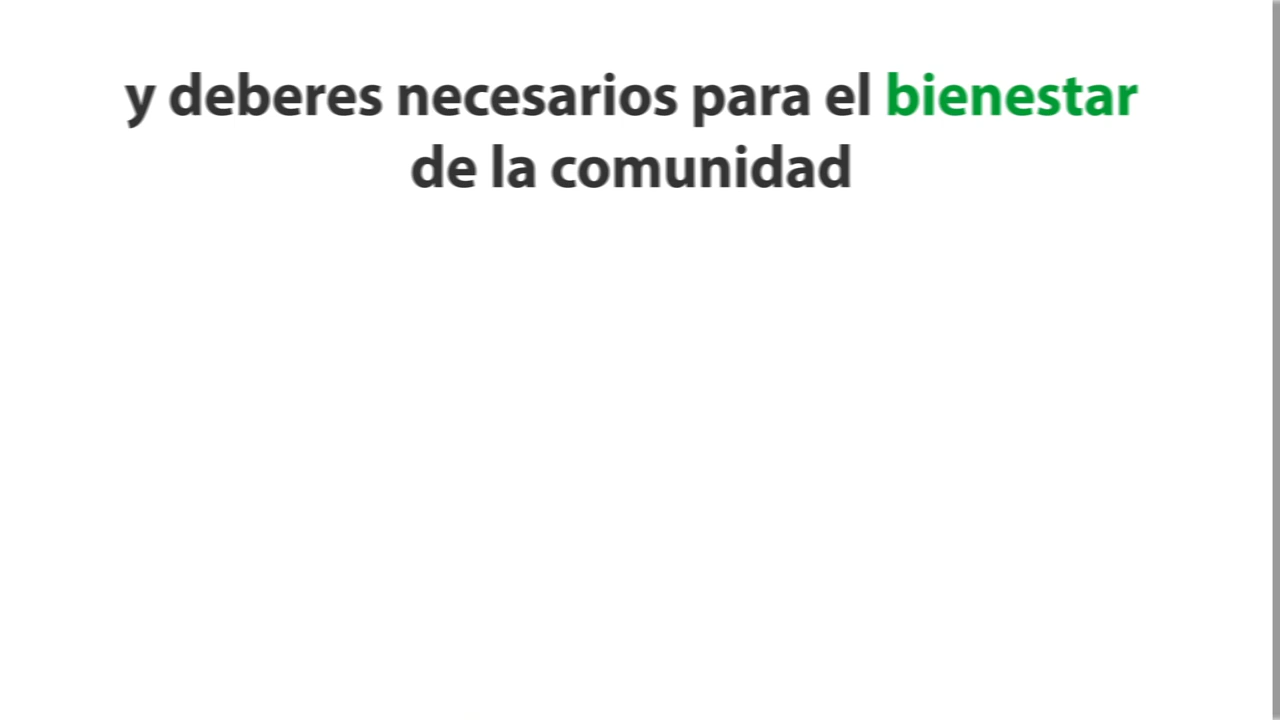 y deberes necesarios para el bienestar
de la comunidad